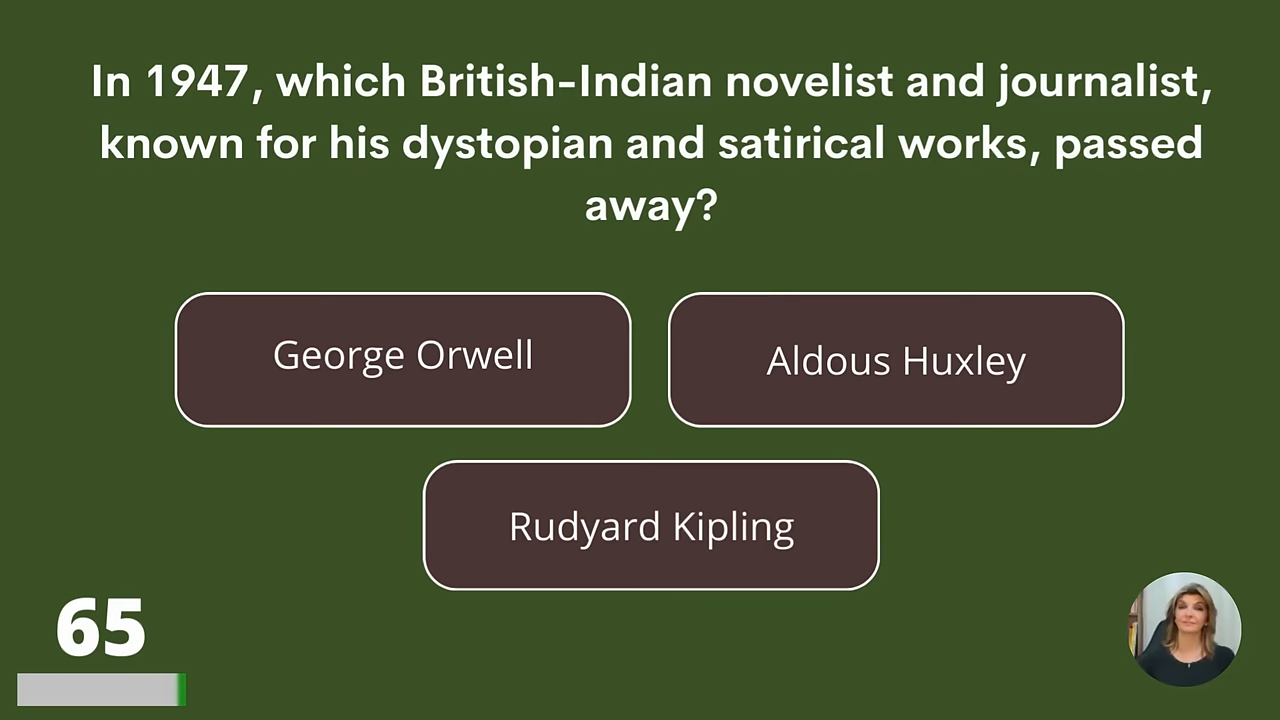 In 1947, which British-Indian novelist and journalist,
known for his dystopian and satirical works, passed
away?
George Orwell
Aldous Huxley
Rudyard Kipling
65